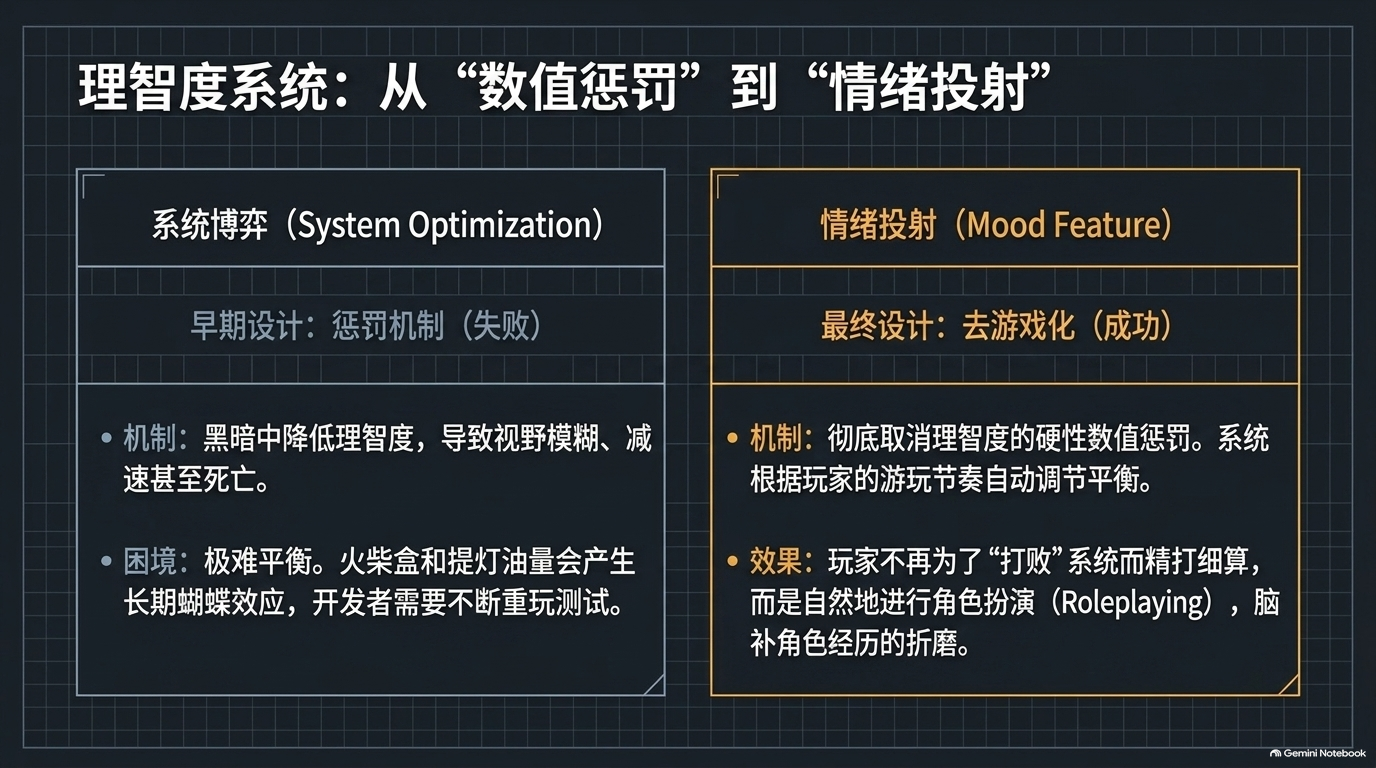 理智度系统：从“数值惩罚”到“情绪投射”
系统博弈（System Optimization）
早期设计：惩罚机制（失败）
• 机制：黑暗中降低理智度，导致视野模糊、减
速甚至死亡。
• 困境：极难平衡。火柴盒和提灯油量会产生
长期蝴蝶效应，开发者需要不断重玩测试。
情绪投射（Mood Feature）
最终设计：去游戏化（成功）
• 机制：彻底取消理智度的硬性数值惩罚。系统
根据玩家的游玩节奏自动调节平衡。
• 效果：玩家不再为了“打败”系统而精打细算，
而是自然地进行角色扮演（Roleplaying），脑
补角色经历的折磨。
Gemini Notebook